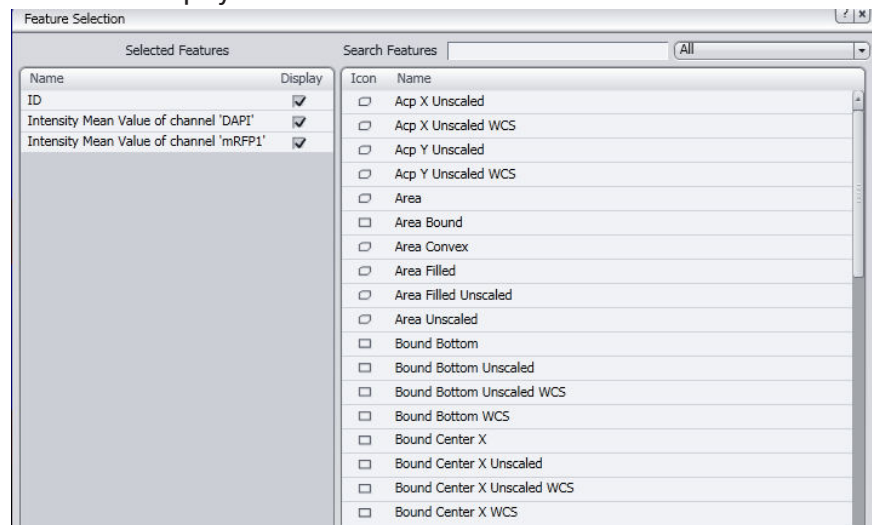 Feature Selection ? x
Selected Features Search Features All
Name Display Icon Name
ID
Intensity Mean Value of channel 'DAPI'
Intensity Mean Value of channel 'mRFP1'
Acp X Unscaled
Acp X Unscaled WCS
Acp Y Unscaled
Acp Y Unscaled WCS
Area
Area Bound
Area Convex
Area Filled
Area Filled Unscaled
Area Unscaled
Bound Bottom
Bound Bottom Unscaled
Bound Bottom Unscaled WCS
Bound Bottom WCS
Bound Center X
Bound Center X Unscaled
Bound Center X Unscaled WCS
Bound Center X WCS